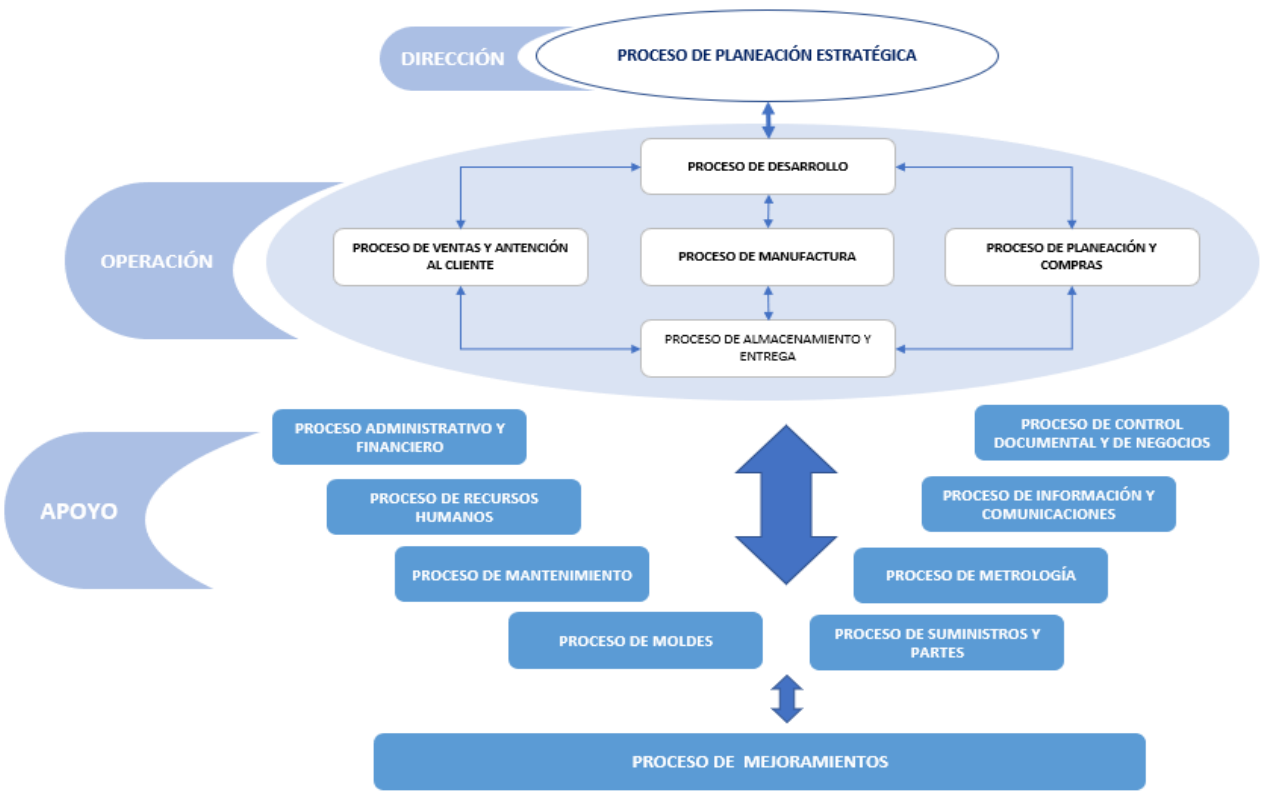 DIRECCIÓN
PROCESO DE PLANEACIÓN ESTRATÉGICA
OPERACIÓN
PROCESO DE DESARROLLO
PROCESO DE VENTAS Y ANTENCIÓN
AL CLIENTE
PROCESO DE MANUFACTURA
PROCESO DE PLANEACIÓN Y
COMPRAS
PROCESO DE ALMACENAMIENTO Y
ENTREGA
APOYO
PROCESO ADMINISTRATIVO Y
FINANCIERO
PROCESO DE CONTROL
DOCUMENTAL Y DE NEGOCIOS
PROCESO DE RECURSOS
HUMANOS
PROCESO DE INFORMACIÓN Y
COMUNICACIONES
PROCESO DE MANTENIMIENTO
PROCESO DE METROLOGÍA
PROCESO DE MOLDES
PROCESO DE SUMINISTROS Y
PARTES
PROCESO DE MEJORAMIENTOS